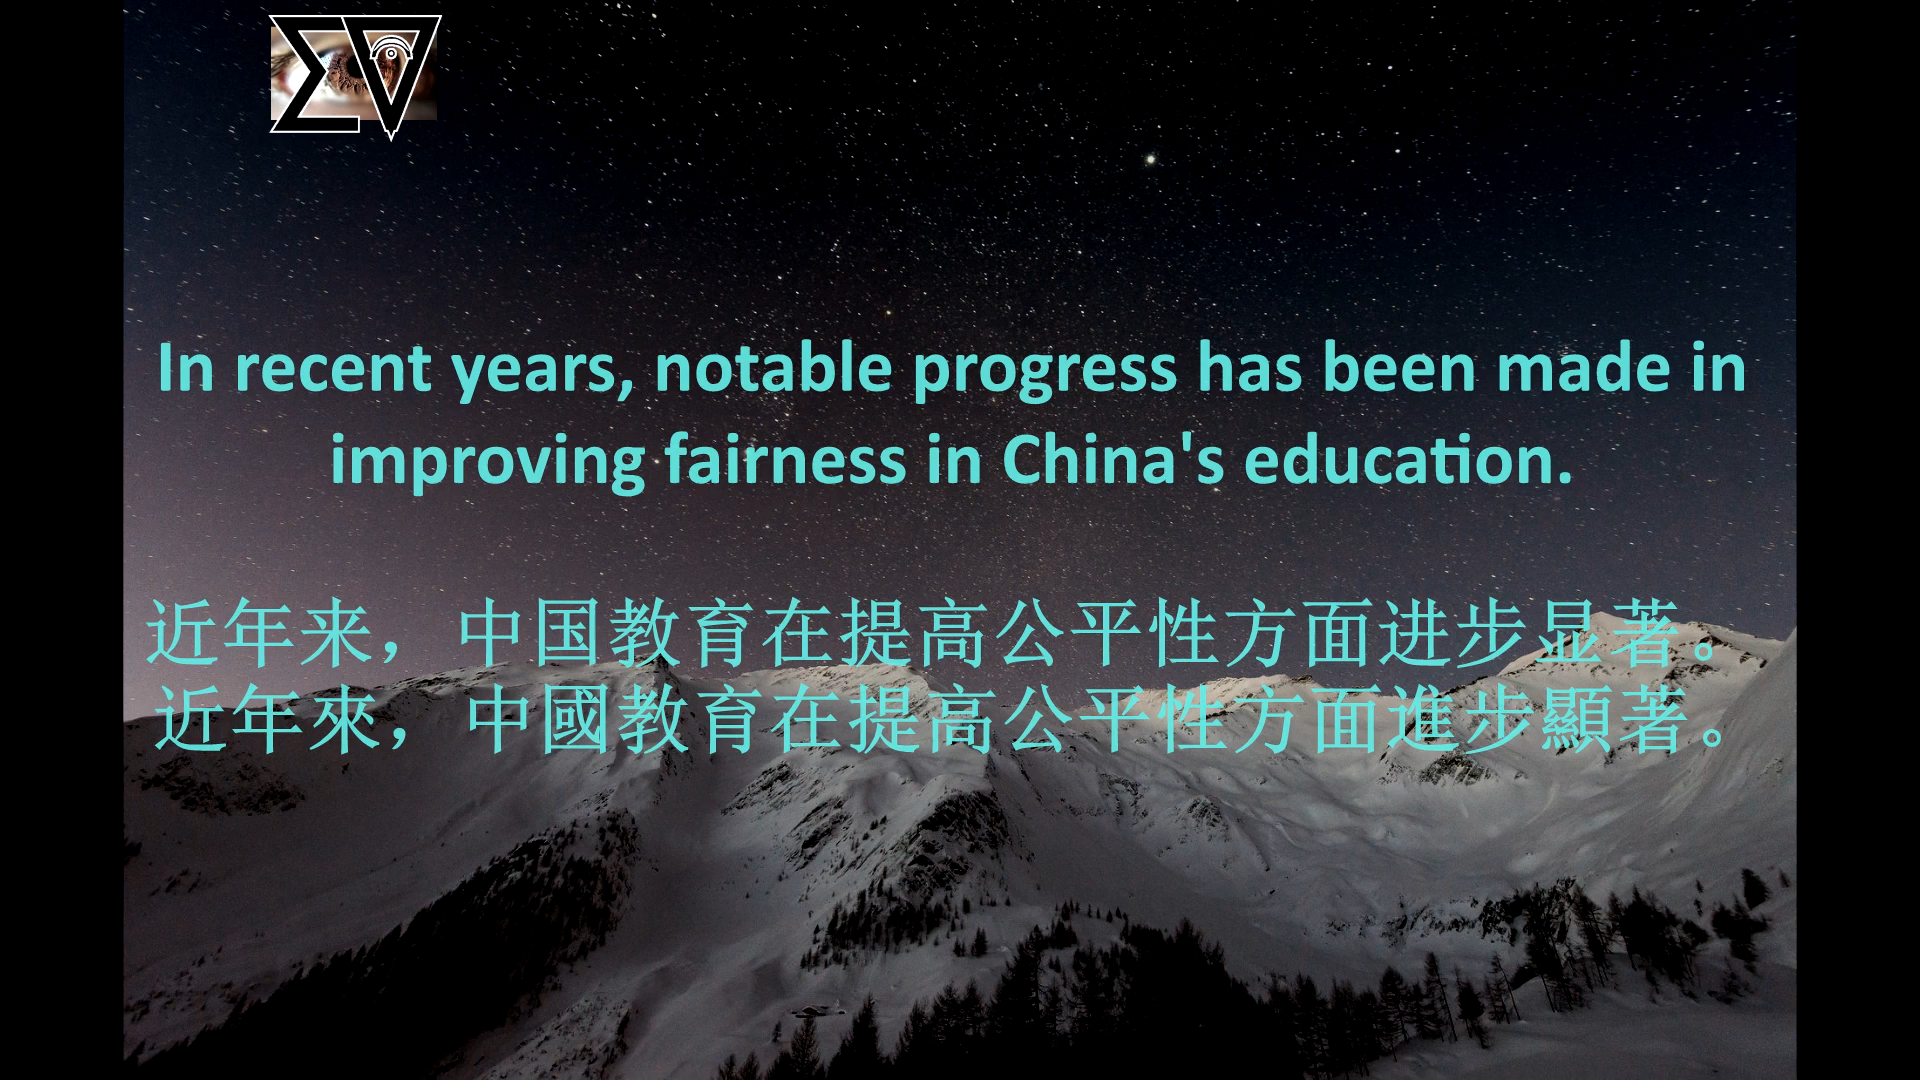 In recent years, notable progress has been made in
improving fairness in China's education.
近年来，中国教育在提高公平性方面进步显著。
近年來，中國教育在提高公平性方面進步顯著。